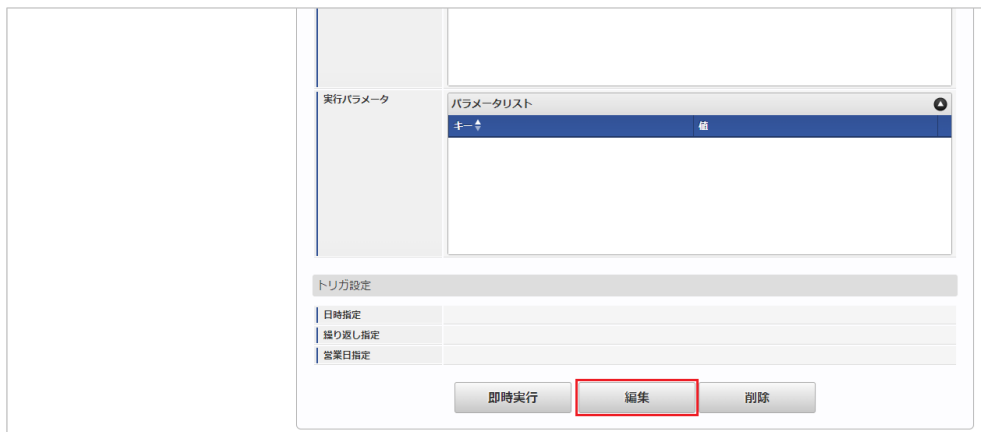 実行パラメータ
パラメータリスト
キー 値
トリガ設定
日時指定
繰り返し指定
営業日指定
即時実行 編集 削除